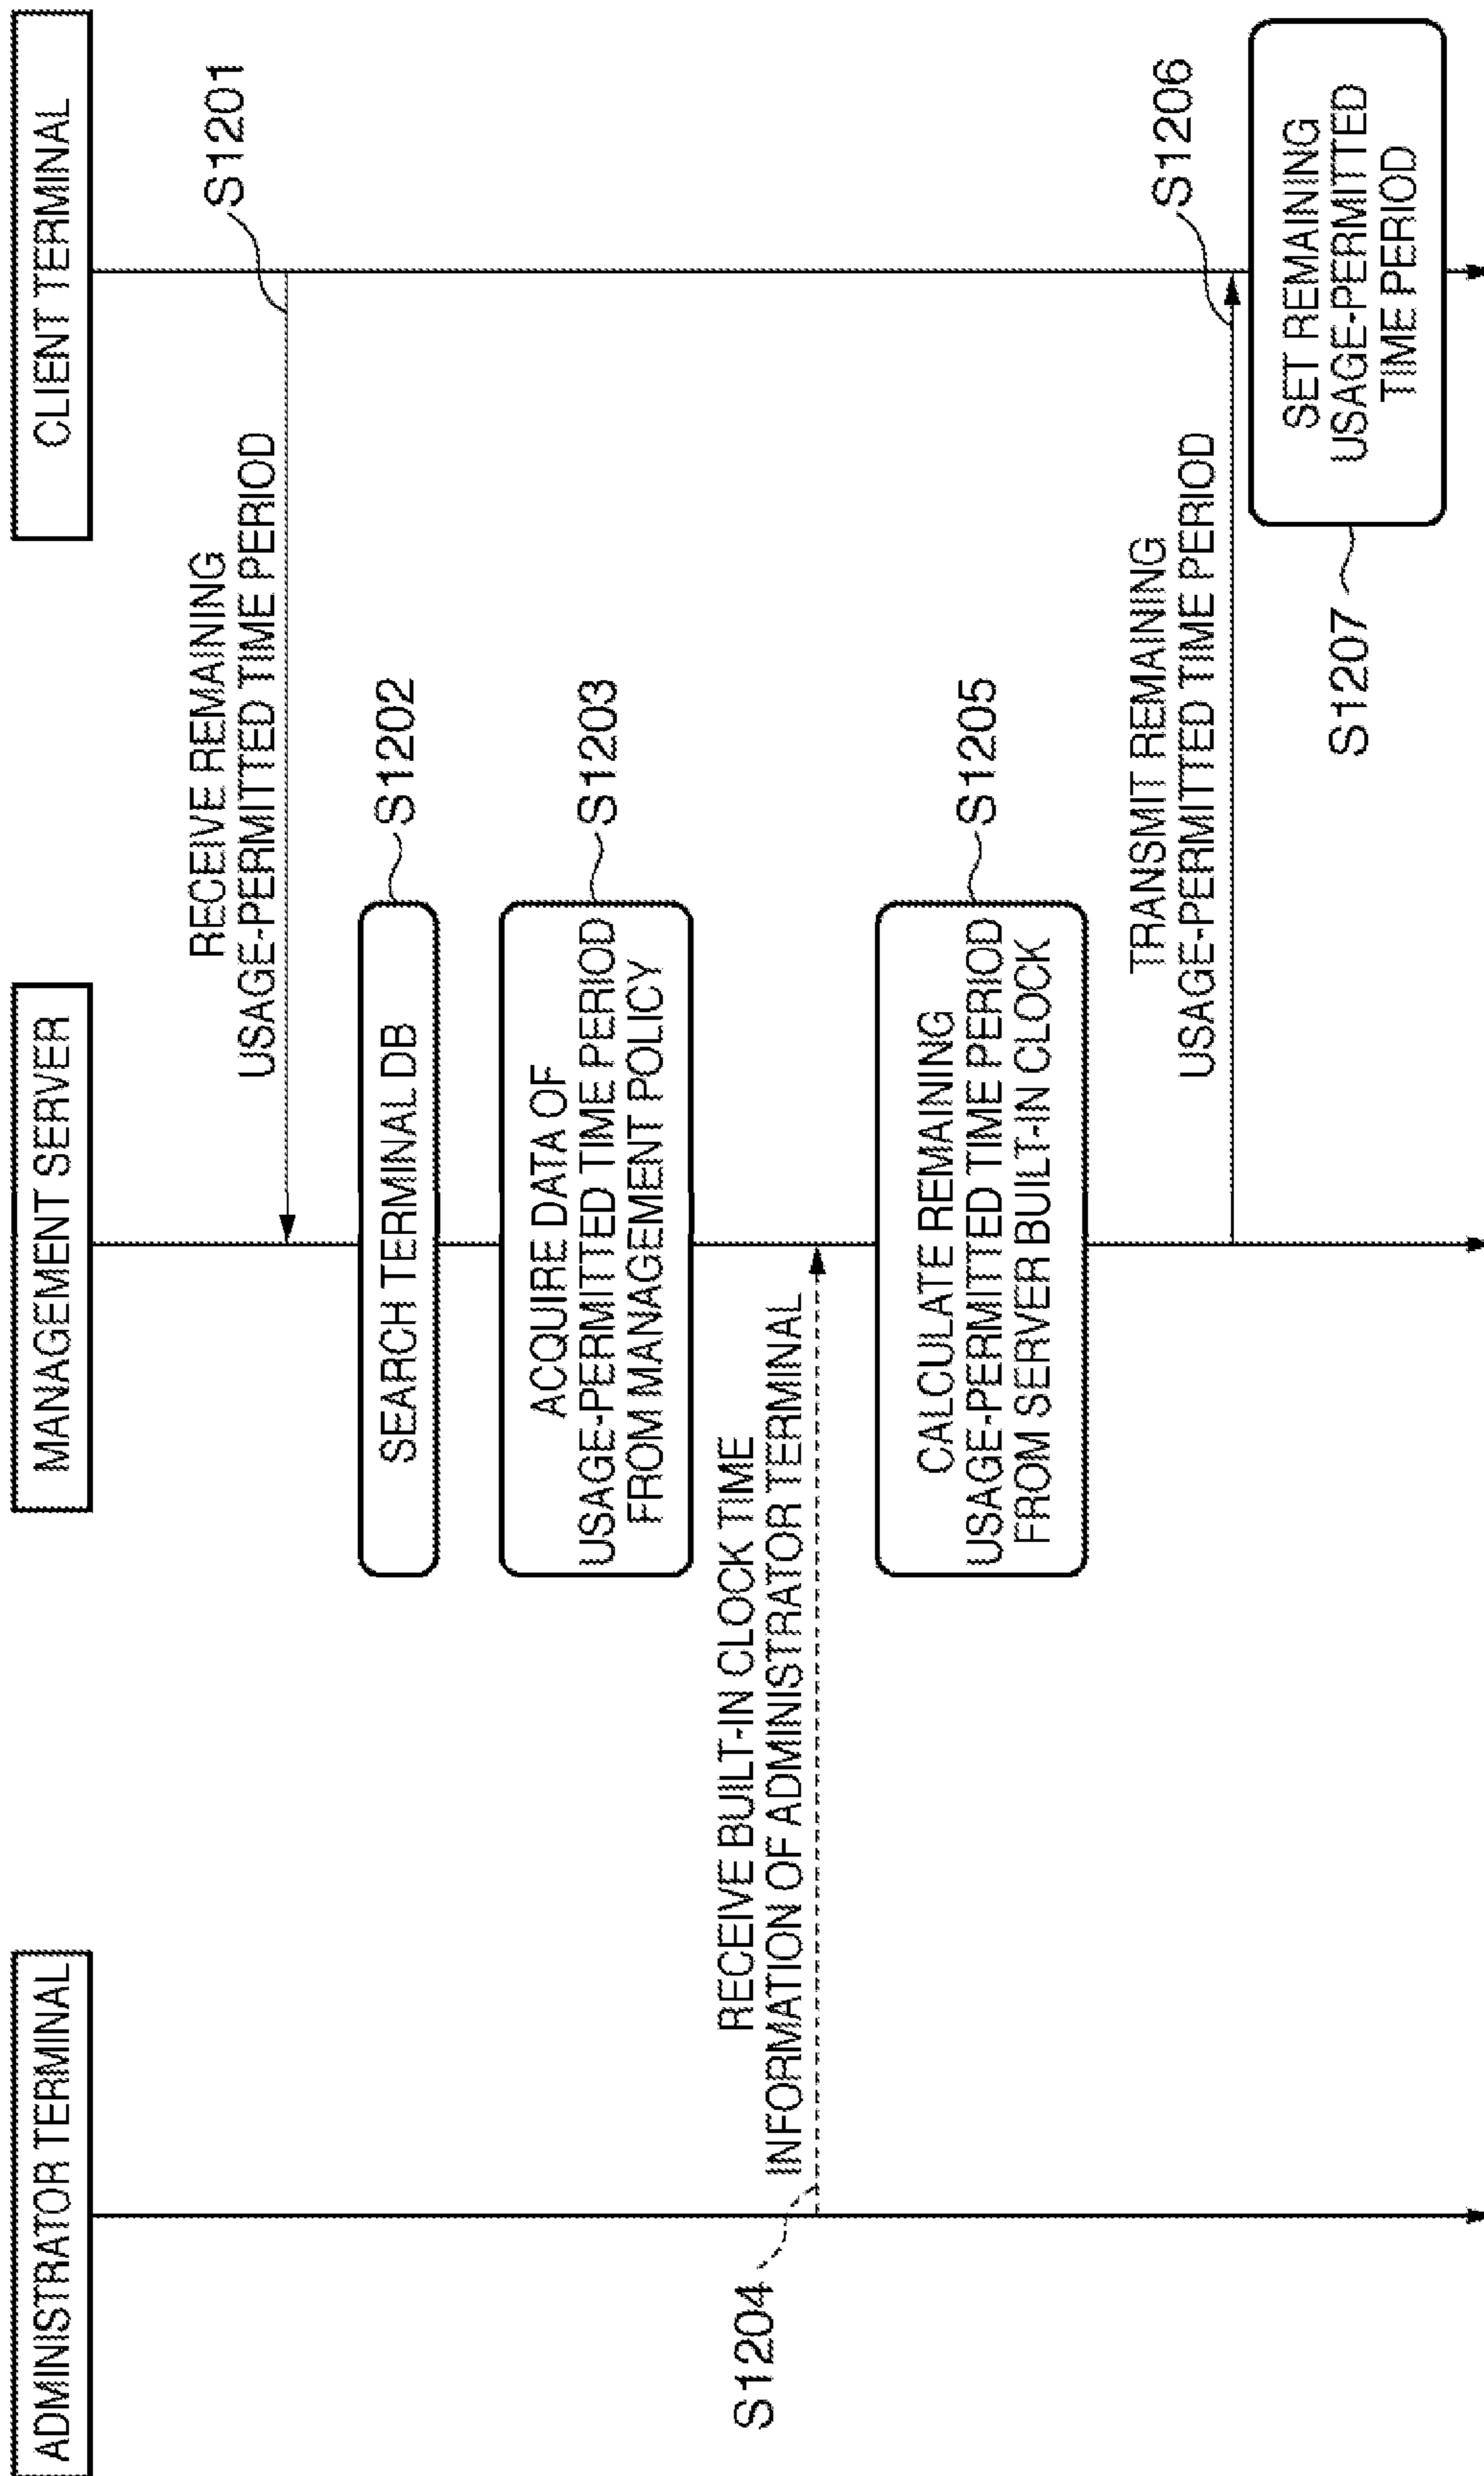 ADMINISTRATOR TERMINAL
MANAGEMENT SERVER
CLIENT TERMINAL
RECEIVE REMAINING
USAGE-PERMITTED TIME PERIOD
S1201
SEARCH TERMINAL DB
S1202
ACQUIRE DATA OF
USAGE-PERMITTED TIME PERIOD
FROM MANAGEMENT POLICY
S1203
S1204
RECEIVE BUILT-IN CLOCK TIME
INFORMATION OF ADMINISTRATOR TERMINAL
CALCULATE REMAINING
USAGE-PERMITTED TIME PERIOD
FROM SERVER BUILT-IN CLOCK
S1205
TRANSMIT REMAINING
USAGE-PERMITTED TIME PERIOD
S1206
S1207
SET REMAINING
USAGE-PERMITTED
TIME PERIOD